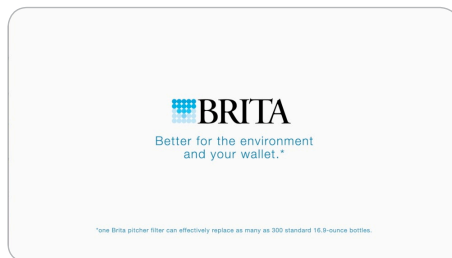 BRITA
Better for the environment
and your wallet.*
*one Brita pitcher filter can effectively replace as many as 300 standard 16.9-ounce bottles.